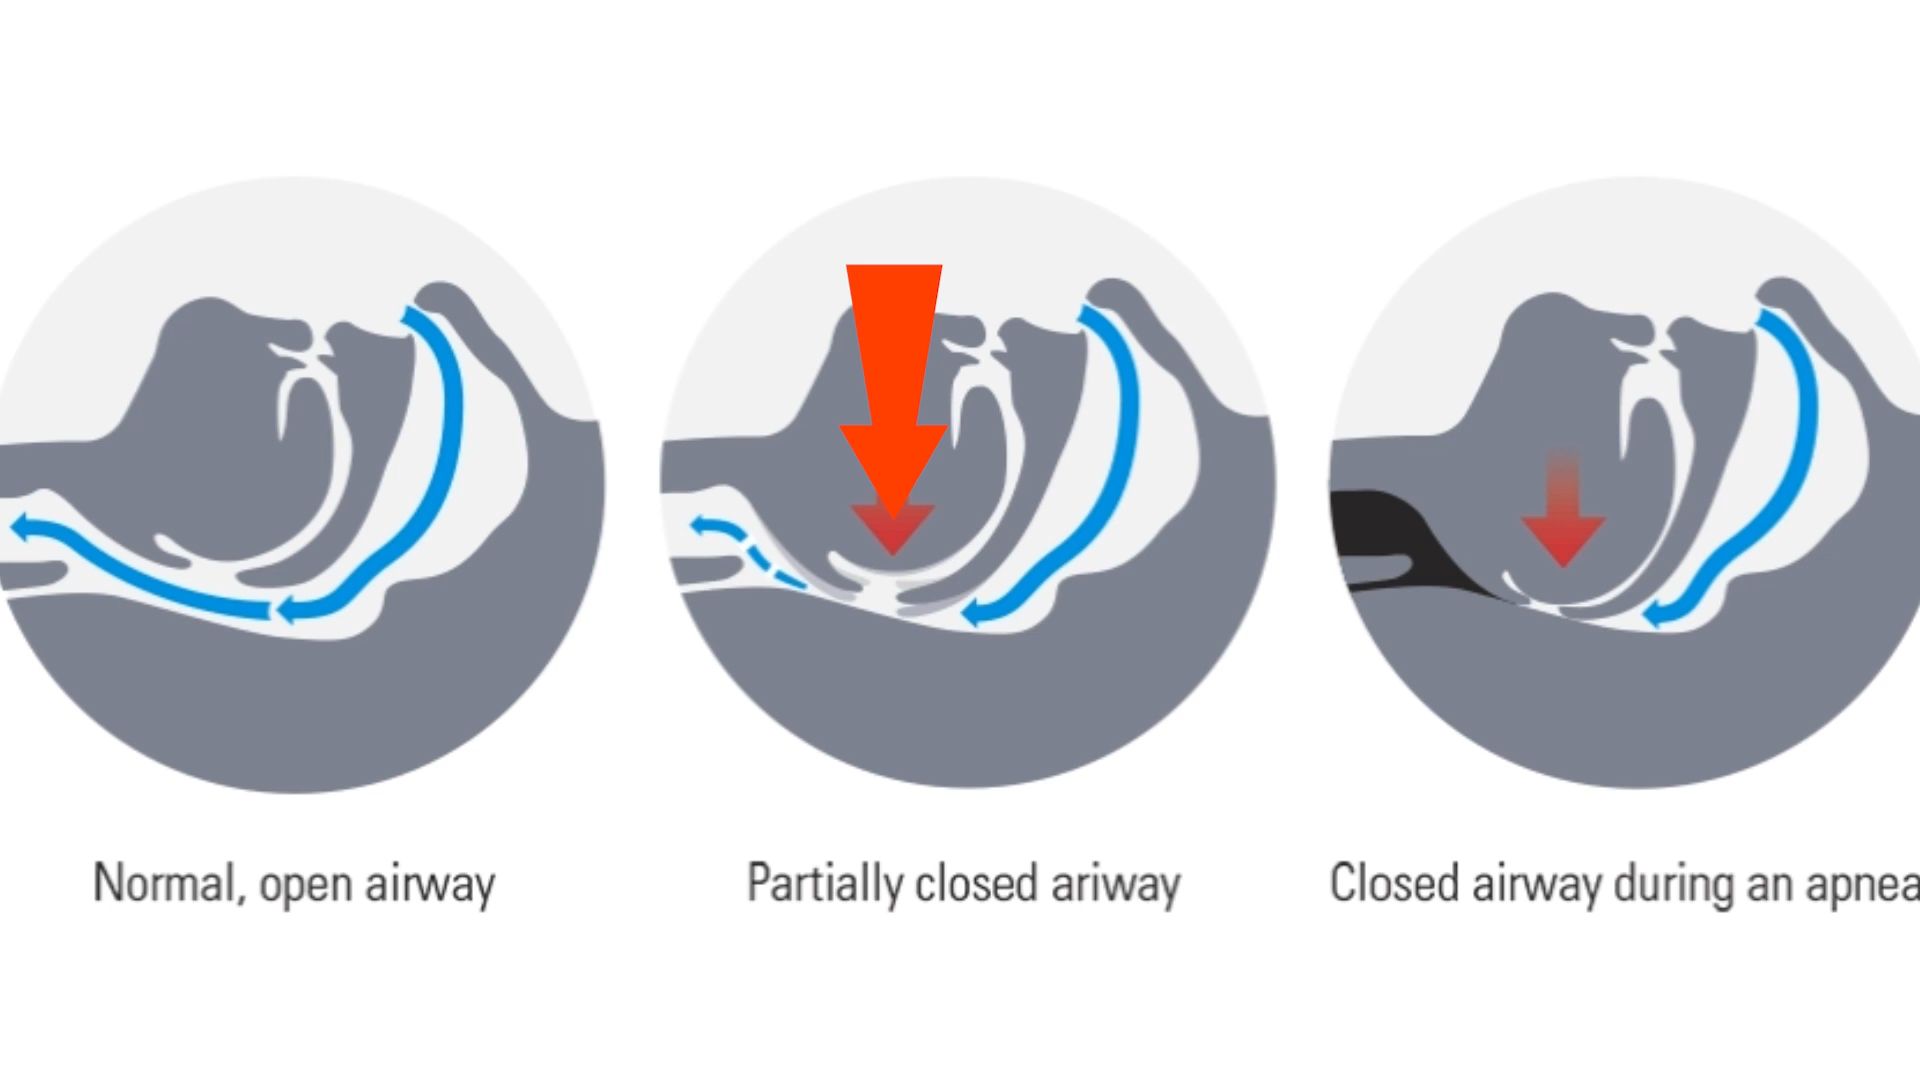 Normal, open airway
Partially closed ariway
Closed airway during an apnea